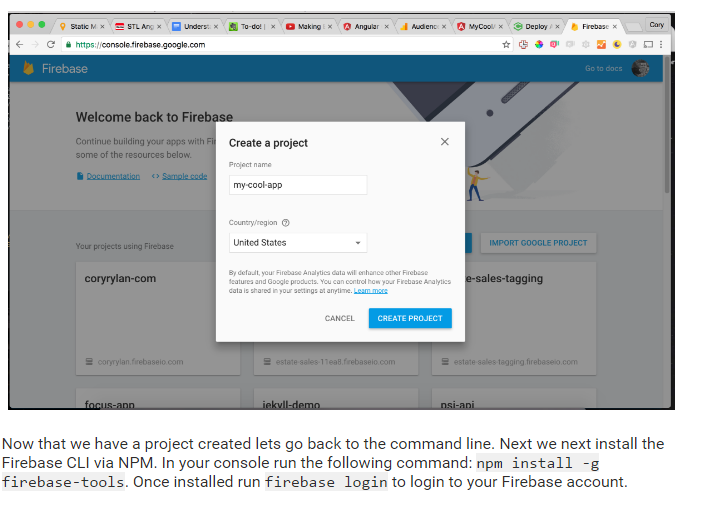 Static M
STL Ang
Underst
To-do!
Making
Angular
Audienc
MyCool
Deploy A
Firebase
Cory
https://console.firebase.google.com
Firebase
Go to docs
Welcome back to Firebase
Continue building your apps with Fir
some of the resources below.
Documentation
<> Sample code
Create a project
Project name
my-cool-app
Country/region
United States
By default, your Firebase Analytics data will enhance other Firebase
features and Google products. You can control how your Firebase Analytics
data is shared in your settings at anytime. Learn more
CANCEL
CREATE PROJECT
Your projects using Firebase
IMPORT GOOGLE PROJECT
coryrylan-com
e-sales-tagging
coryrylan.firebaseio.com
estate-sales-11ea8.firebaseio.com
estate-sales-tagging.firebaseio.com
focus-app
jekyll-demo
psi-api
Now that we have a project created lets go back to the command line. Next we next install the
Firebase CLI via NPM. In your console run the following command: npm install -g
firebase-tools. Once installed run firebase login to login to your Firebase account.